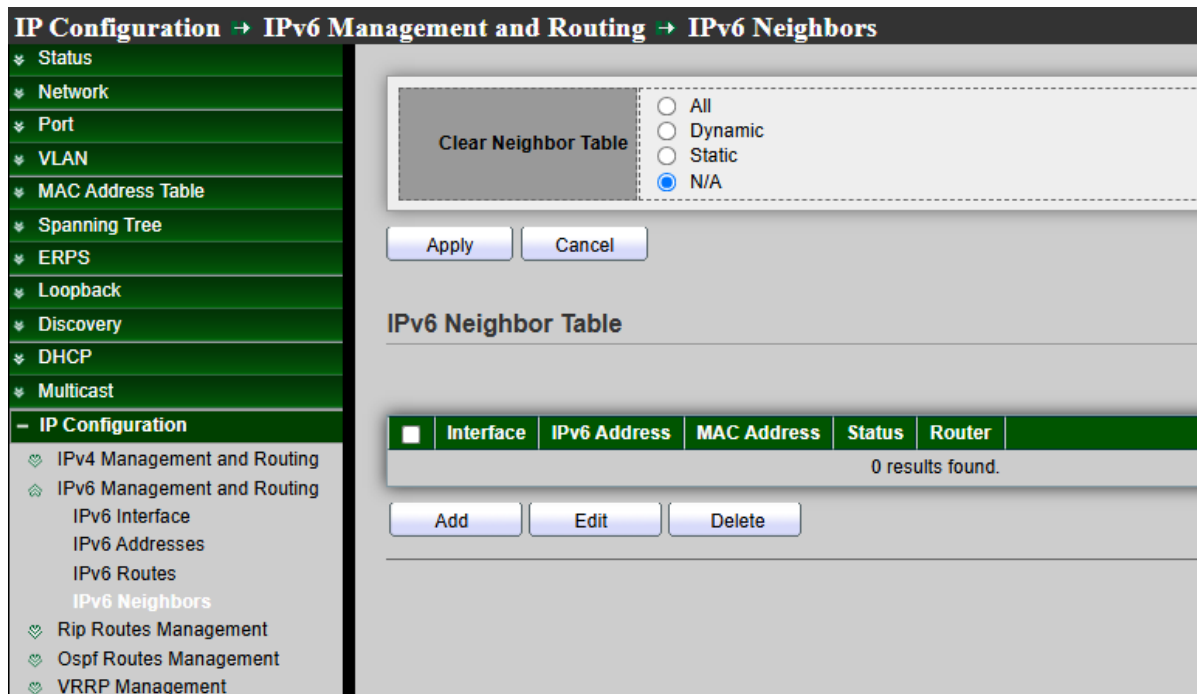 IP Configuration → IPv6 Management and Routing → IPv6 Neighbors
Status
Network
Port
VLAN
MAC Address Table
Spanning Tree
ERPS
Loopback
Discovery
DHCP
Multicast
IP Configuration
IPv4 Management and Routing
IPv6 Management and Routing
IPv6 Interface
IPv6 Addresses
IPv6 Routes
IPv6 Neighbors
Rip Routes Management
Ospf Routes Management
VRRP Management
Clear Neighbor Table
All
Dynamic
Static
N/A
Apply Cancel
IPv6 Neighbor Table
Interface IPv6 Address MAC Address Status Router
0 results found.
Add Edit Delete